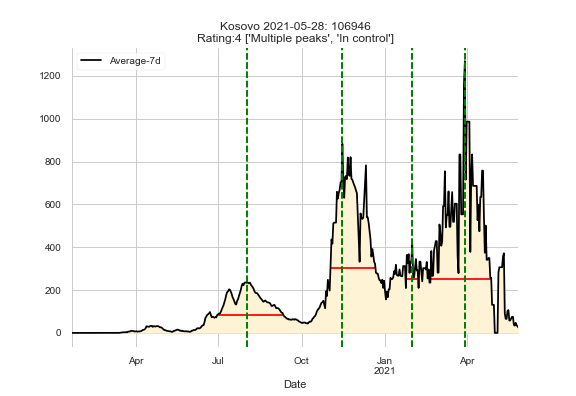 Kosovo 2021-05-28: 106946
Rating:4 ['Multiple peaks', 'In control']
Average-7d
1200
1000
800
600
400
200
0
Apr
Jul
Oct
Jan
2021
Apr
Date